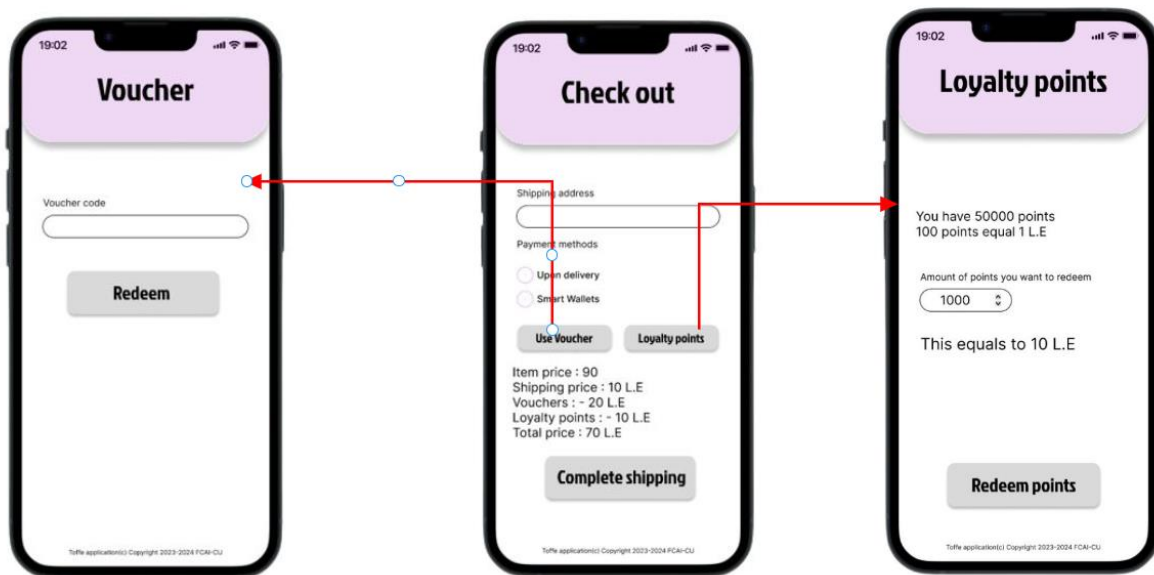 19:02
Voucher
Voucher code
Redeem
Toffe application(c) Copyright 2023-2024 FCAI-CU
19:02
Check out
Shipping address
Payment methods
Upon delivery
Smart Wallets
Use Voucher
Loyalty points
Item price : 90
Shipping price : 10 L.E
Vouchers : - 20 L.E
Loyalty points : - 10 L.E
Total price : 70 L.E
Complete shipping
Toffe application(c) Copyright 2023-2024 FCAI-CU
19:02
Loyalty points
You have 50000 points
100 points equal 1 L.E
Amount of points you want to redeem
1000
This equals to 10 L.E
Redeem points
Toffe application(c) Copyright 2023-2024 FCAI-CU